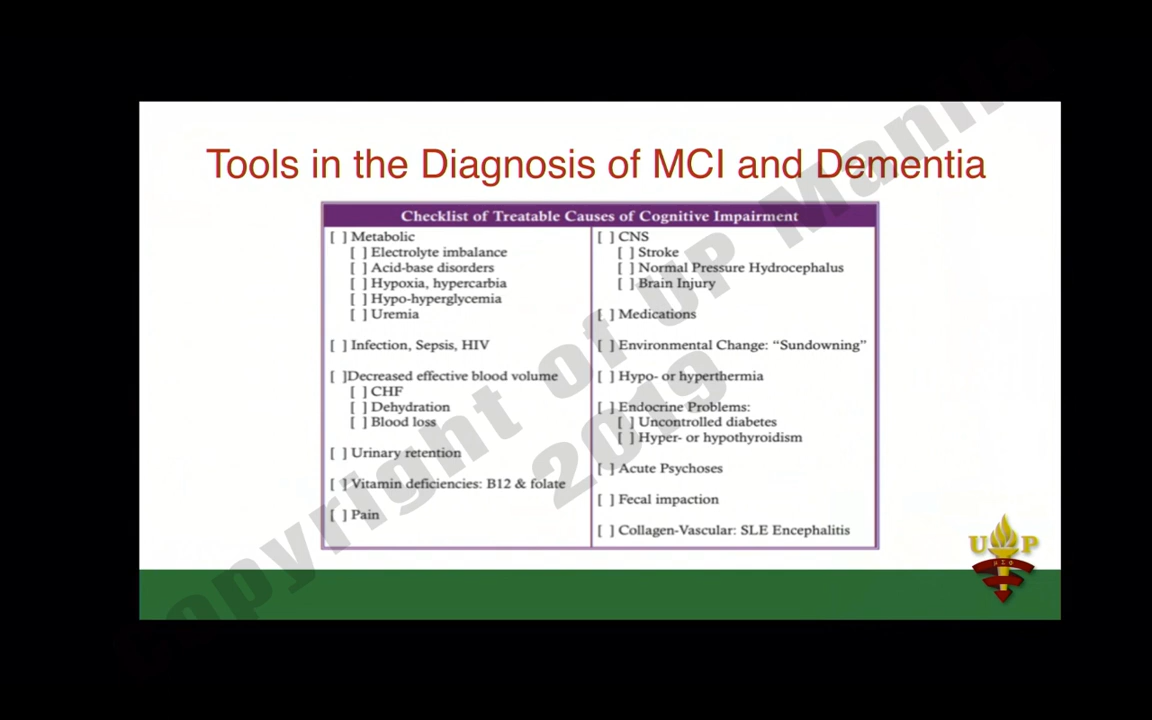 Tools in the Diagnosis of MCI and Dementia
Checklist of Treatable Causes of Cognitive Impairment
[ ] Metabolic
[ ] Electrolyte imbalance
[ ] Acid-base disorders
[ ] Hypoxia, hypercarbia
[ ] Hypo-hyperglycemia
[ ] Uremia
[ ] Infection, Sepsis, HIV
[ ]Decreased effective blood volume
[ ] CHF
[ ] Dehydration
[ ] Blood loss
[ ] Urinary retention
[ ] Vitamin deficiencies: B12 & folate
[ ] Pain
[ ] CNS
[ ] Stroke
[ ] Normal Pressure Hydrocephalus
[ ] Brain Injury
[ ] Medications
[ ] Environmental Change: “Sundowning”
[ ] Hypo- or hyperthermia
[ ] Endocrine Problems:
[ ] Uncontrolled diabetes
[ ] Hyper- or hypothyroidism
[ ] Acute Psychoses
[ ] Fecal impaction
[ ] Collagen-Vascular: SLE Encephalitis
Copyright of UP Manila
2019
U P